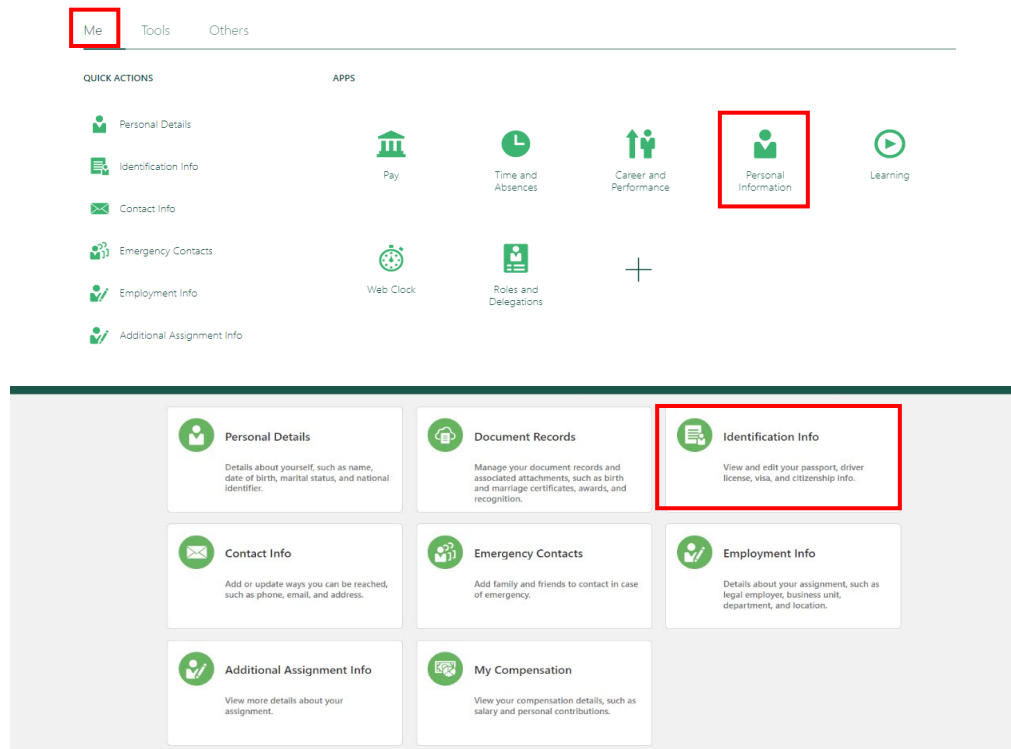 Me Tools Others
QUICK ACTIONS
APPS
Personal Details
Identification Info
Contact Info
Emergency Contacts
Employment Info
Additional Assignment Info
Pay
Time and
Absences
Career and
Performance
Personal
Information
Learning
Web Clock
Roles and
Delegations
Personal Details
Details about yourself, such as name,
date of birth, marital status, and national
identifier.
Document Records
Manage your document records and
associated attachments, such as birth
and marriage certificates, awards, and
recognition.
Identification Info
View and edit your passport, driver
license, visa, and citizenship info.
Contact Info
Add or update ways you can be reached,
such as phone, email, and address.
Emergency Contacts
Add family and friends to contact in case
of emergency.
Employment Info
Details about your assignment, such as
legal employer, business unit,
department, and location.
Additional Assignment Info
View more details about your
assignment.
My Compensation
View your compensation details, such as
salary and personal contributions.